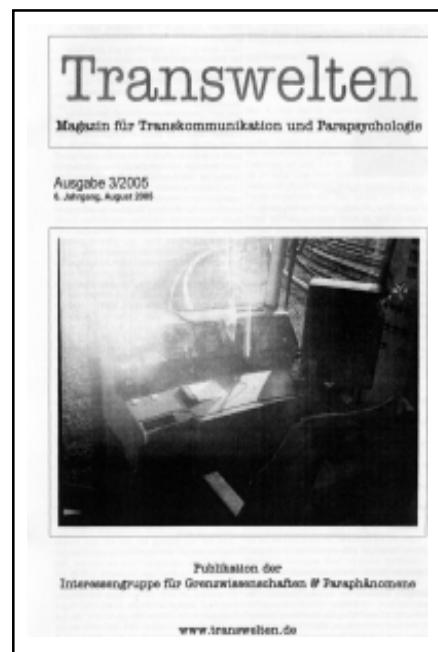 Transwelten
Magazin für Transkommunikation und Parapsychologie
Ausgabe 3/2005
6. Jahrgang, August 2005
Publikation der
Interessengruppe für Grenzwissenschaften & Paraphänomene
www.transwelten.de